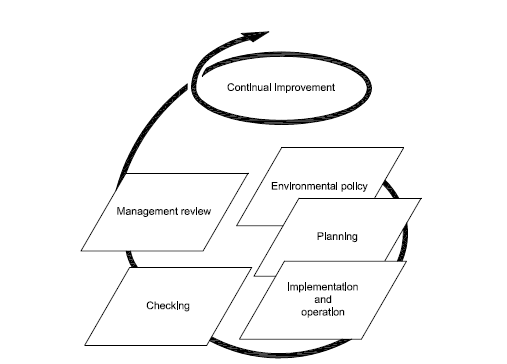 Continual Improvement
Environmental policy
Management review
Planning
Implementation
and
operation
Checking